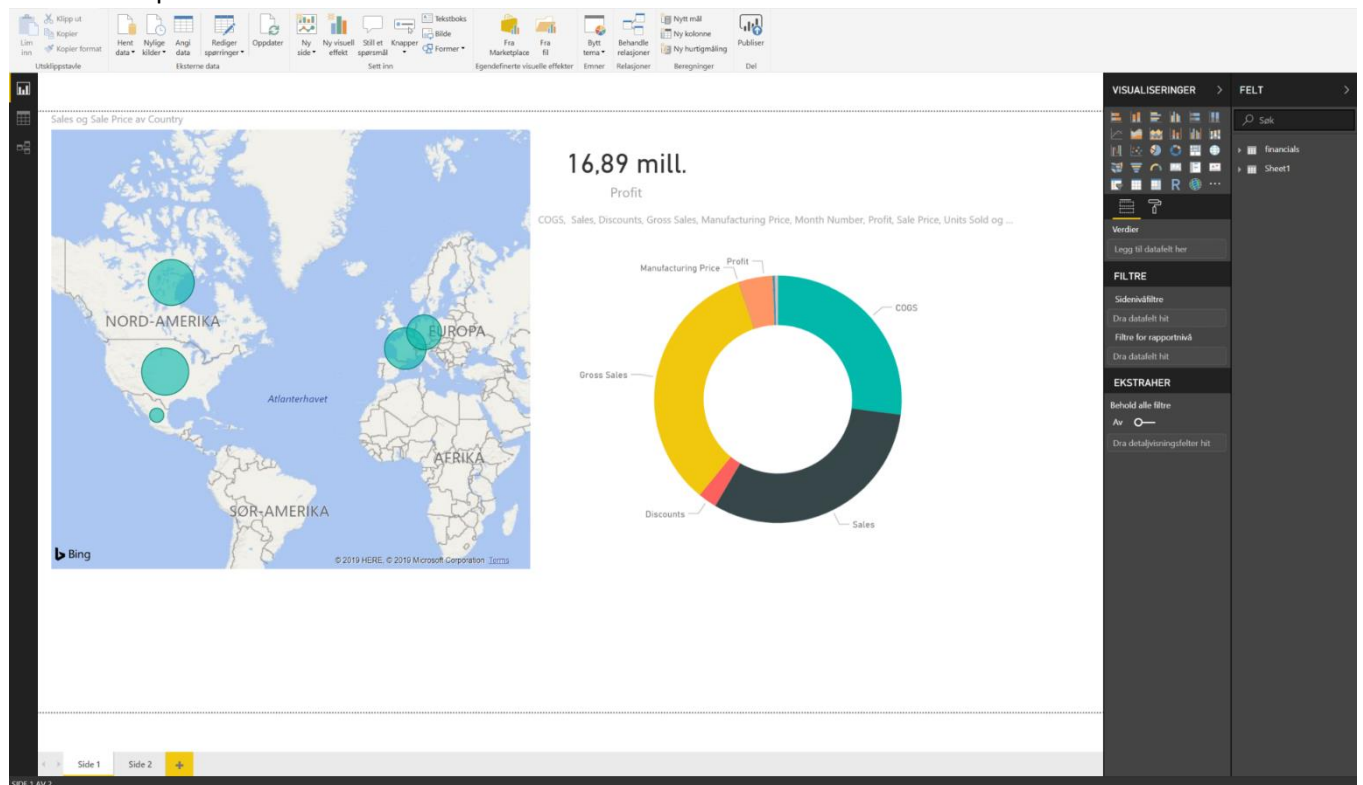 Klipp ut
Kopier
Kopier format
Lim inn
Utklippstavle
Hent data
Nylige kilder
Angi data
Rediger spørringer
Oppdater
Eksterne data
Ny side
Ny visuell effekt
Still et spørsmål
Knapper
Tekstboks
Bilde
Former
Sett inn
Fra Marketplace
Fra fil
Egendefinerte visuelle effekter
Bytt tema
Emner
Behandle relasjoner
Relasjoner
Nytt mål
Ny kolonne
Ny hurtigmåling
Beregninger
Publiser
Del
Sales og Sale Price av Country
NORD-AMERIKA
EUROPA
Atlanterhavet
AFRIKA
SØR-AMERIKA
Bing
© 2019 HERE, © 2019 Microsoft Corporation Terms
16,89 mill.
Profit
COGS, Sales, Discounts, Gross Sales, Manufacturing Price, Month Number, Profit, Sale Price, Units Sold og ...
Manufacturing Price
Profit
COGS
Gross Sales
Discounts
Sales
VISUALISERINGER
R
Verdier
Legg til datafelt her
FILTRE
Sidenivåfiltre
Dra datafelt hit
Filtre for rapportnivå
Dra datafelt hit
EKSTRAHER
Behold alle filtre
Av
Dra detaljvisningsfelter hit
FELT
Søk
financials
Sheet1
Side 1
Side 2
SIDE 1 AV 2